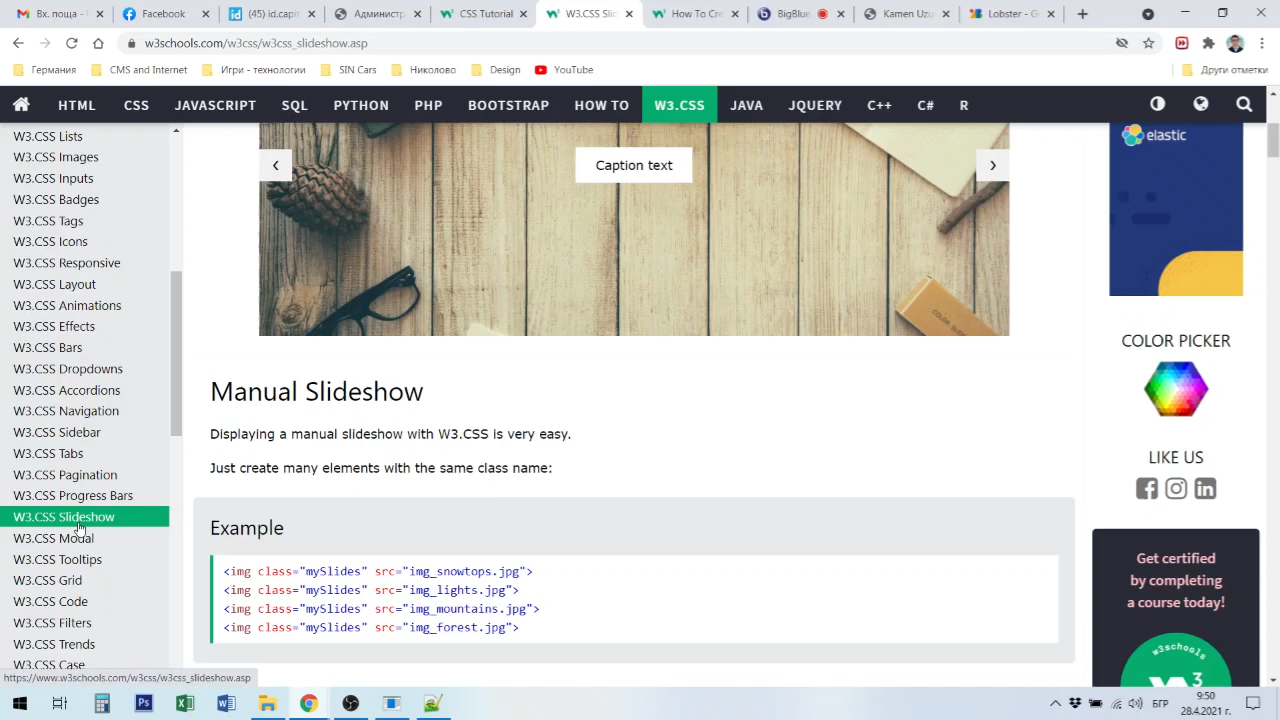 Вх. поща - l
Facebook
(45) id.capit
Администр
CSS Tutorial
W3.CSS Slid
How To Cre
BigBlue
Kamen Uzu
Lobster - G
w3schools.com/w3css/w3css_slideshow.asp
Германия
CMS and Internet
Игри - технологии
SIN Cars
Николово
Design
YouTube
Други отметки
HTML
CSS
JAVASCRIPT
SQL
PYTHON
PHP
BOOTSTRAP
HOW TO
W3.CSS
JAVA
JQUERY
C++
C#
R
W3.CSS Lists
W3.CSS Images
W3.CSS Inputs
W3.CSS Badges
W3.CSS Tags
W3.CSS Icons
W3.CSS Responsive
W3.CSS Layout
W3.CSS Animations
W3.CSS Effects
W3.CSS Bars
W3.CSS Dropdowns
W3.CSS Accordions
W3.CSS Navigation
W3.CSS Sidebar
W3.CSS Tabs
W3.CSS Pagination
W3.CSS Progress Bars
W3.CSS Slideshow
W3.CSS Modal
W3.CSS Tooltips
W3.CSS Grid
W3.CSS Code
W3.CSS Filters
W3.CSS Trends
W3.CSS Case
https://www.w3schools.com/w3css/w3css_slideshow.asp
Caption text
Manual Slideshow
Displaying a manual slideshow with W3.CSS is very easy.
Just create many elements with the same class name:
Example
<img class="mySlides" src="img_snowtops.jpg">
<img class="mySlides" src="img_lights.jpg">
<img class="mySlides" src="img_mountains.jpg">
<img class="mySlides" src="img_forest.jpg">
elastic
COLOR PICKER
LIKE US
Get certified
by completing
a course today!
w3schools
W3
БГР
9:50
28.4.2021 г.